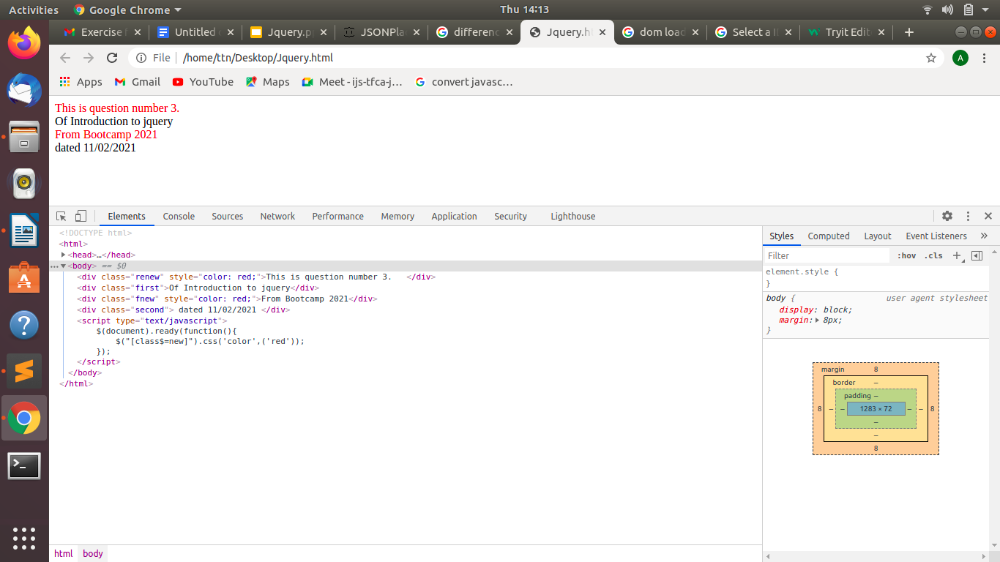 Activities Google Chrome Thu 14:13
Exercise f Untitled Jquery.p JSONPla differenc Jquery.h dom load Select a I Tryit Edit
File /home/ttn/Desktop/Jquery.html A
Apps Gmail YouTube Maps Meet - ijs-tfca-j… convert javasc…
This is question number 3.
Of Introduction to jquery
From Bootcamp 2021
dated 11/02/2021
Elements Console Sources Network Performance Memory Application Security Lighthouse
<!DOCTYPE html>
<html>
<head>…</head>
… <body> == $0
<div class="renew" style="color: red;">This is question number 3. </div>
<div class="first">Of Introduction to jquery</div>
<div class="fnew" style="color: red;">From Bootcamp 2021</div>
<div class="second"> dated 11/02/2021 </div>
<script type="text/javascript">
$(document).ready(function(){
$("[class$=new]").css('color',('red'));
});
</script>
</body>
</html>
Styles Computed Layout Event Listeners »
Filter :hov .cls +
element.style {
}
body { user agent stylesheet
display: block;
margin: 8px;
}
margin 8
border –
padding –
8 – – 1283 × 72 – – 8
–
–
8
html body